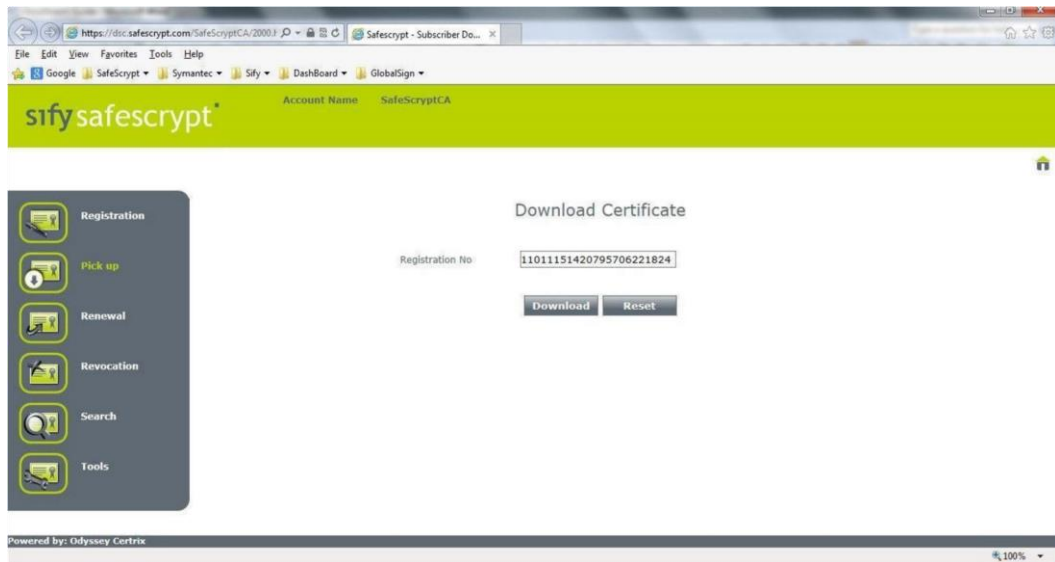 https://dsc.safescrypt.com/SafeScryptCA/2000.h
Safescrypt - Subscriber Do...
File Edit View Favorites Tools Help
Google SafeScrypt Symantec Sify DashBoard GlobalSign
sify safescrypt
Account Name SafeScryptCA
Registration
Pick up
Renewal
Revocation
Search
Tools
Download Certificate
Registration No 11011151420795706221824
Download Reset
Powered by: Odyssey Certrix
100%